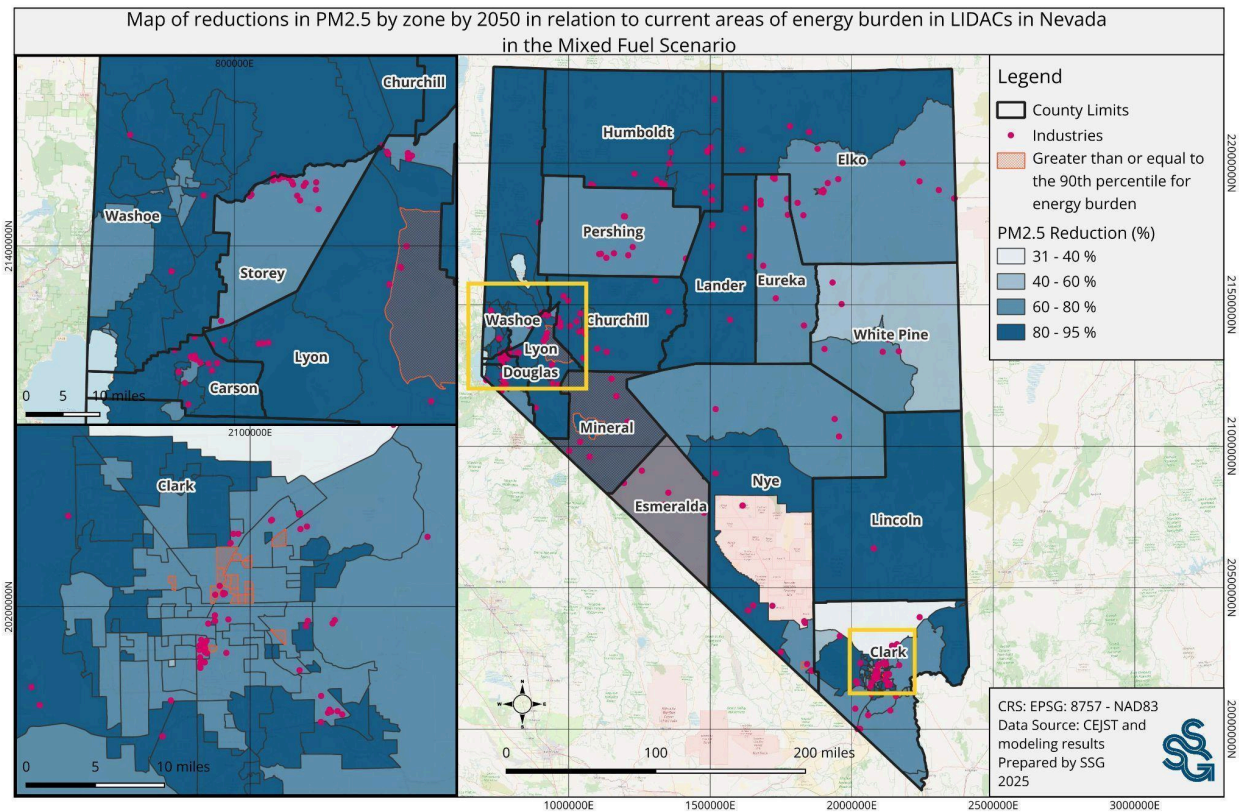 Map of reductions in PM2.5 by zone by 2050 in relation to current areas of energy burden in LIDACs in Nevada
in the Mixed Fuel Scenario
800000E
Churchill
Washoe
2140000N
Storey
Lyon
Carson
0 5 10 miles
2100000E
Clark
2020000N
0 5 10 miles
Humboldt
Elko
Pershing
Lander
Eureka
Washoe
Churchill
White Pine
Lyon
Douglas
Mineral
Nye
Esmeralda
Lincoln
Clark
N
W E
S
0 100 200 miles
1000000E 1500000E 2000000E 2500000E 3000000E
2200000N
2150000N
2100000N
2050000N
2000000N
Legend
County Limits
Industries
Greater than or equal to
the 90th percentile for
energy burden
PM2.5 Reduction (%)
31 - 40 %
40 - 60 %
60 - 80 %
80 - 95 %
CRS: EPSG: 8757 - NAD83
Data Source: CEJST and
modeling results
Prepared by SSG
2025
SSG